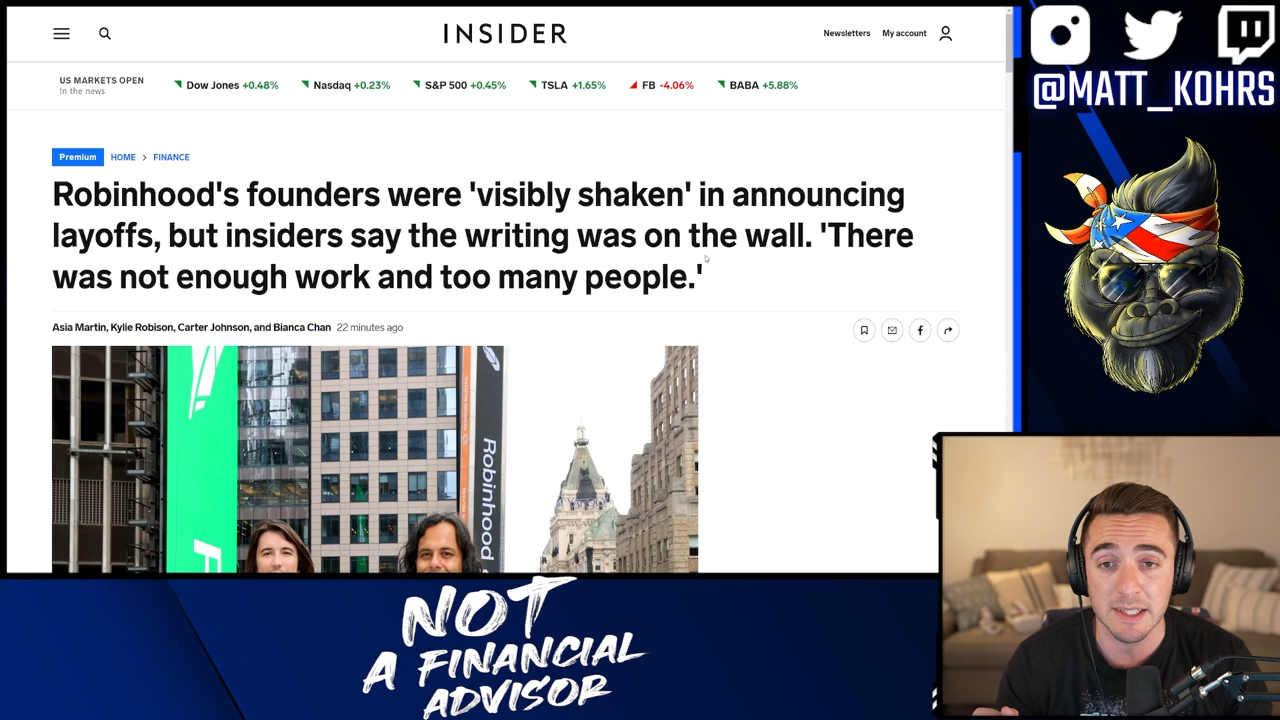 INSIDER
Newsletters My account
US MARKETS OPEN
In the news
Dow Jones +0.48% Nasdaq +0.23% S&P 500 +0.45% TSLA +1.65% FB -4.06% BABA +5.88%
@MATT_KOHRS
Premium HOME > FINANCE
Robinhood's founders were 'visibly shaken' in announcing
layoffs, but insiders say the writing was on the wall. 'There
was not enough work and too many people.'
Asia Martin, Kylie Robison, Carter Johnson, and Bianca Chan 22 minutes ago
Robinhood
NOT
A FINANCIAL
ADVISOR